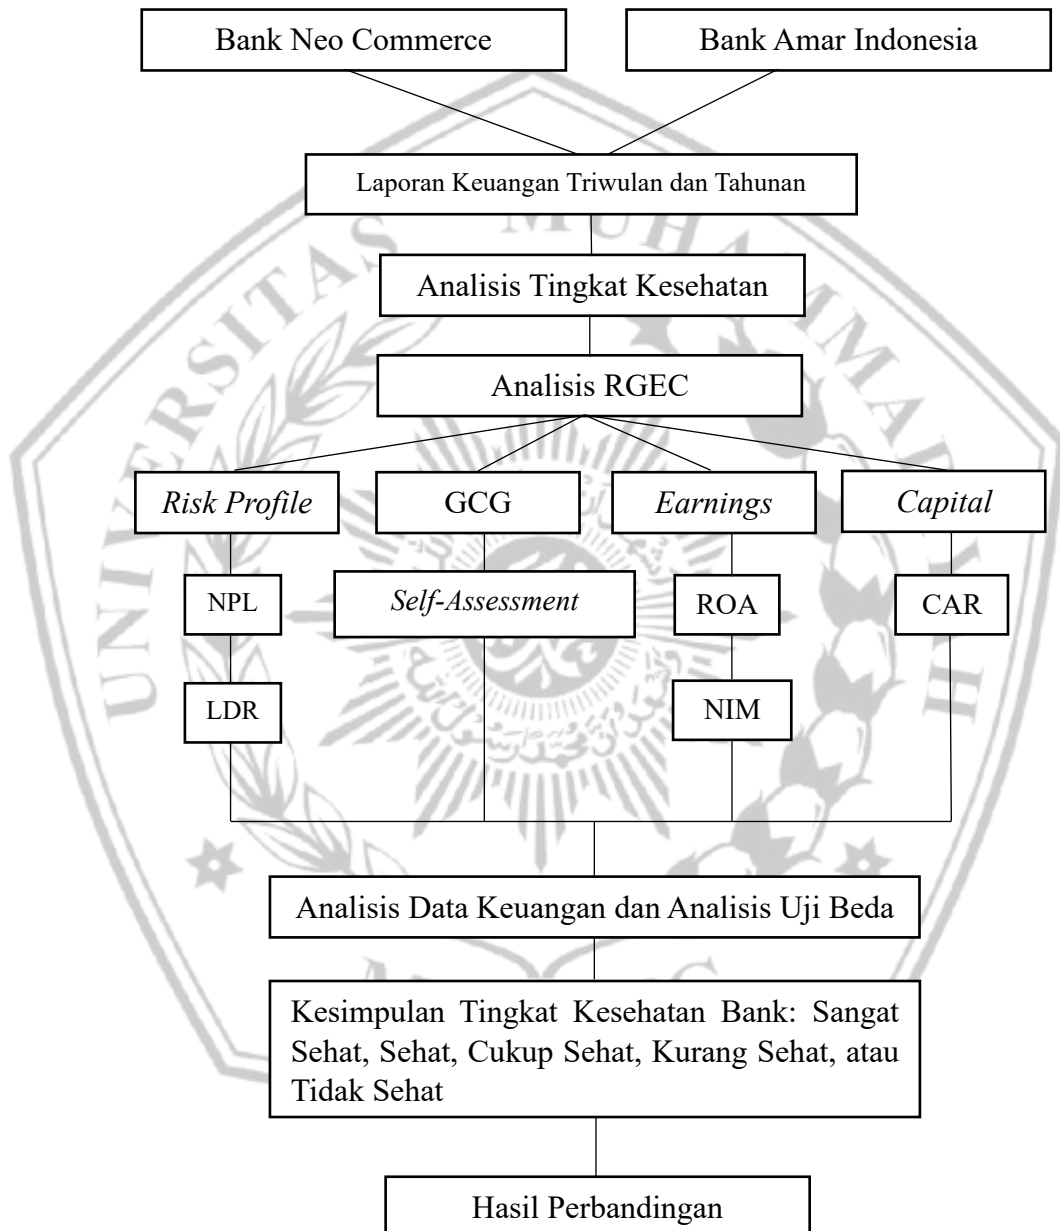 Bank Neo Commerce
Bank Amar Indonesia
Laporan Keuangan Triwulan dan Tahunan
Analisis Tingkat Kesehatan
Analisis RGEC
Risk Profile
GCG
Earnings
Capital
NPL
Self-Assessment
ROA
CAR
LDR
NIM
Analisis Data Keuangan dan Analisis Uji Beda
Kesimpulan Tingkat Kesehatan Bank: Sangat
Sehat, Sehat, Cukup Sehat, Kurang Sehat, atau
Tidak Sehat
Hasil Perbandingan
UNIVERSITAS MUHAMMADIYAH